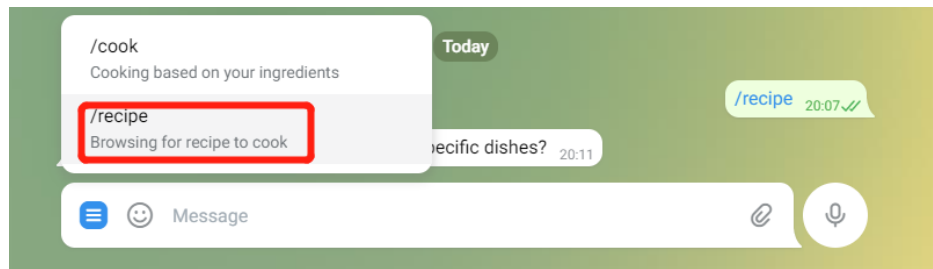 /cook
Cooking based on your ingredients
/recipe
Browsing for recipe to cook
Today
/recipe 20:07
dishes? 20:11
Message